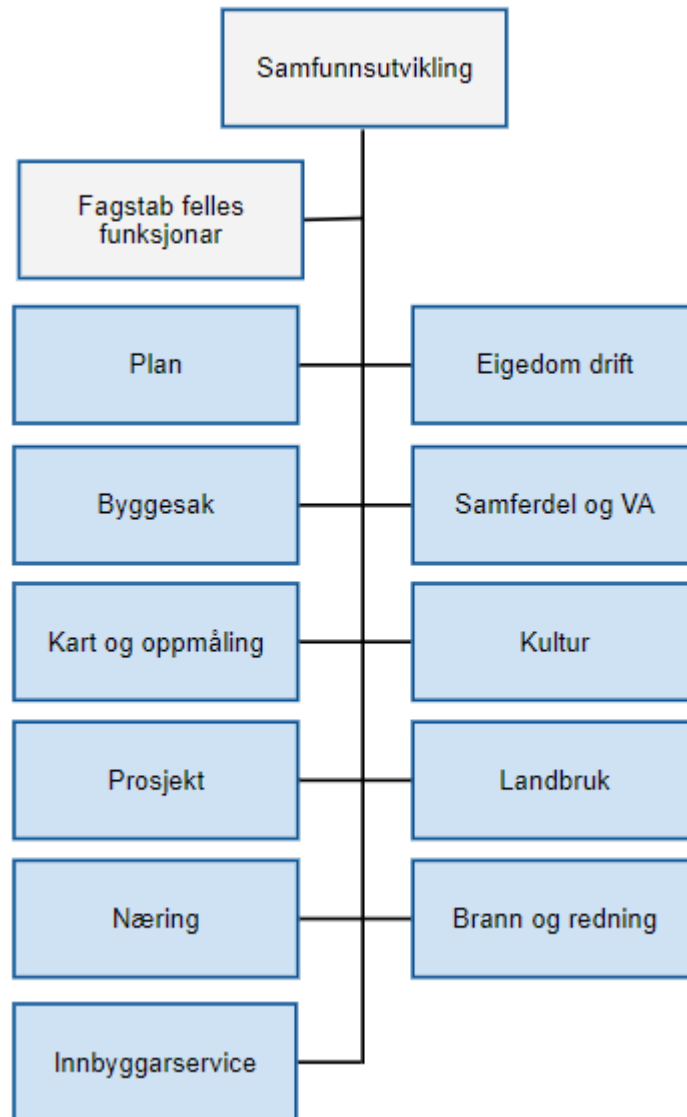 Samfunnsutvikling
Fagstab felles
funksjonar
Plan
Eigedom drift
Byggesak
Samferdel og VA
Kart og oppmåling
Kultur
Prosjekt
Landbruk
Næring
Brann og redning
Innbyggarservice